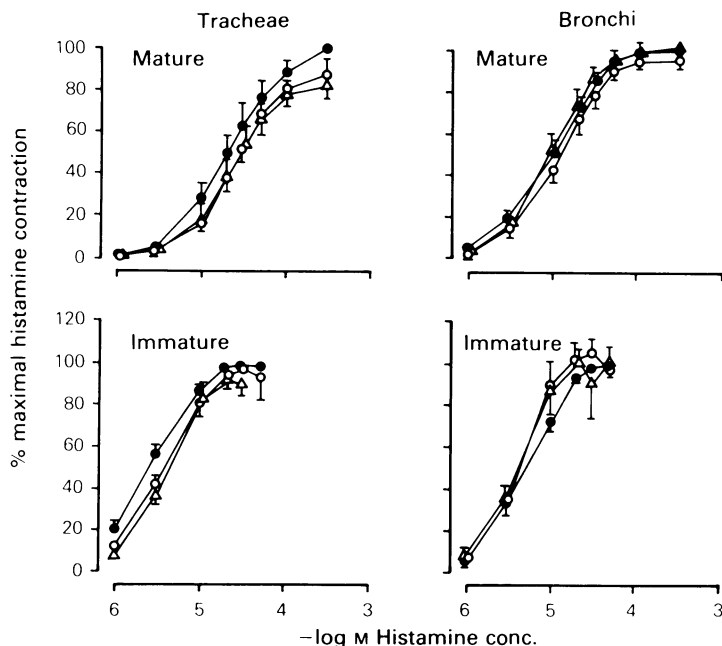 Tracheae
Bronchi
Mature
Mature
100
80
60
40
20
0
Immature
Immature
120
100
80
60
40
20
0
% maximal histamine contraction
6 5 4 3
6 5 4 3
−log M Histamine conc.